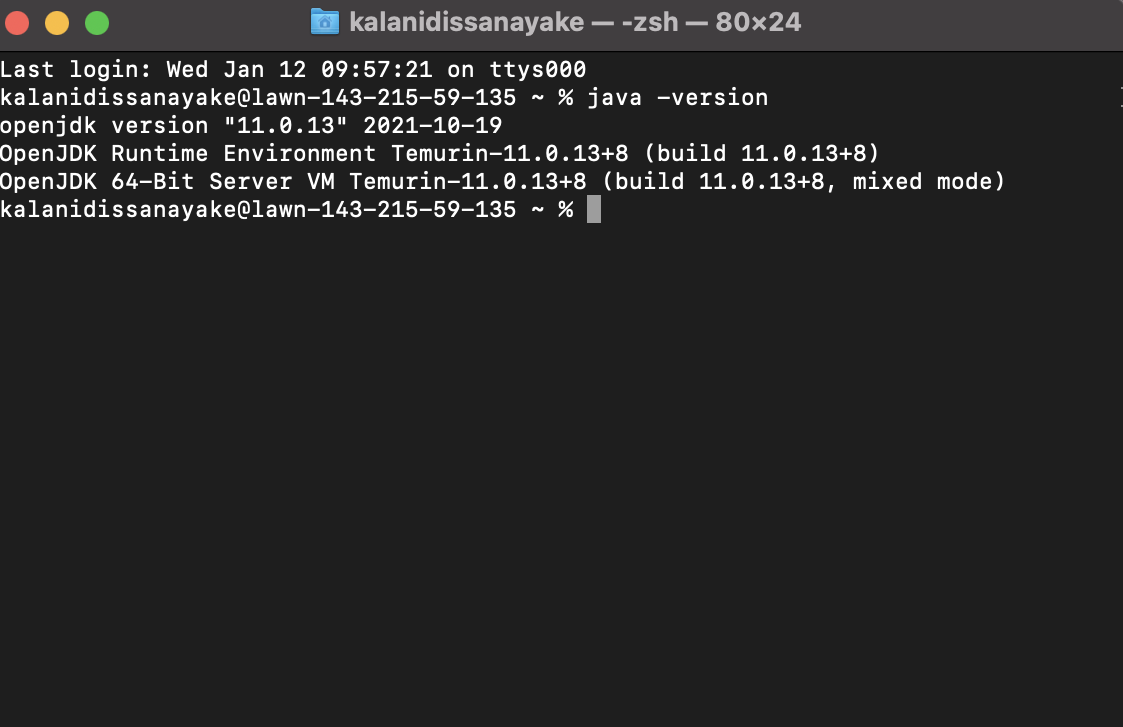 kalanidissanayake — -zsh — 80×24
Last login: Wed Jan 12 09:57:21 on ttys000
kalanidissanayake@lawn-143-215-59-135 ~ % java -version
openjdk version "11.0.13" 2021-10-19
OpenJDK Runtime Environment Temurin-11.0.13+8 (build 11.0.13+8)
OpenJDK 64-Bit Server VM Temurin-11.0.13+8 (build 11.0.13+8, mixed mode)
kalanidissanayake@lawn-143-215-59-135 ~ %